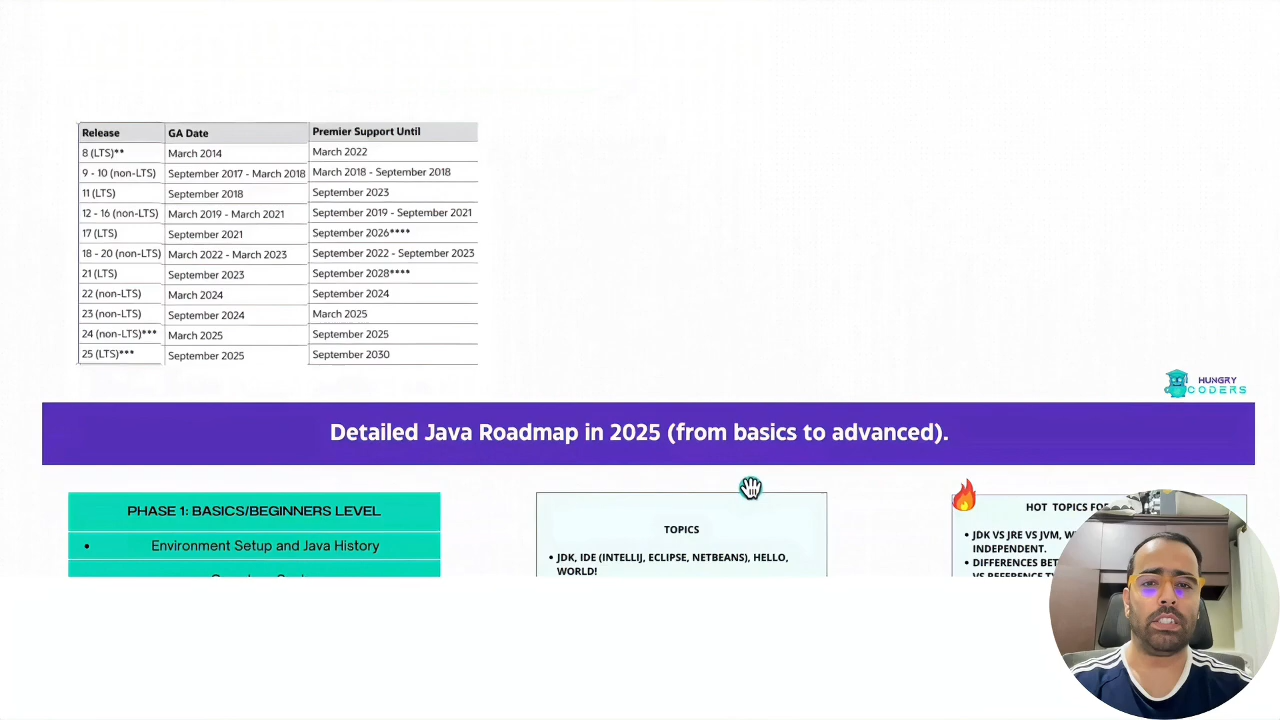 Release GA Date Premier Support Until
8 (LTS)** March 2014 March 2022
9 - 10 (non-LTS) September 2017 - March 2018 March 2018 - September 2018
11 (LTS) September 2018 September 2023
12 - 16 (non-LTS) March 2019 - March 2021 September 2019 - September 2021
17 (LTS) September 2021 September 2026****
18 - 20 (non-LTS) March 2022 - March 2023 September 2022 - September 2023
21 (LTS) September 2023 September 2028****
22 (non-LTS) March 2024 September 2024
23 (non-LTS) September 2024 March 2025
24 (non-LTS)*** March 2025 September 2025
25 (LTS)*** September 2025 September 2030
HUNGRY
CODERS
Detailed Java Roadmap in 2025 (from basics to advanced).
PHASE 1: BASICS/BEGINNERS LEVEL
• Environment Setup and Java History
TOPICS
• JDK, IDE (INTELLIJ, ECLIPSE, NETBEANS), HELLO,
WORLD!
HOT TOPICS
• JDK VS JRE VS JVM,
INDEPENDENT.
• DIFFERENCES
VS REFERENCE